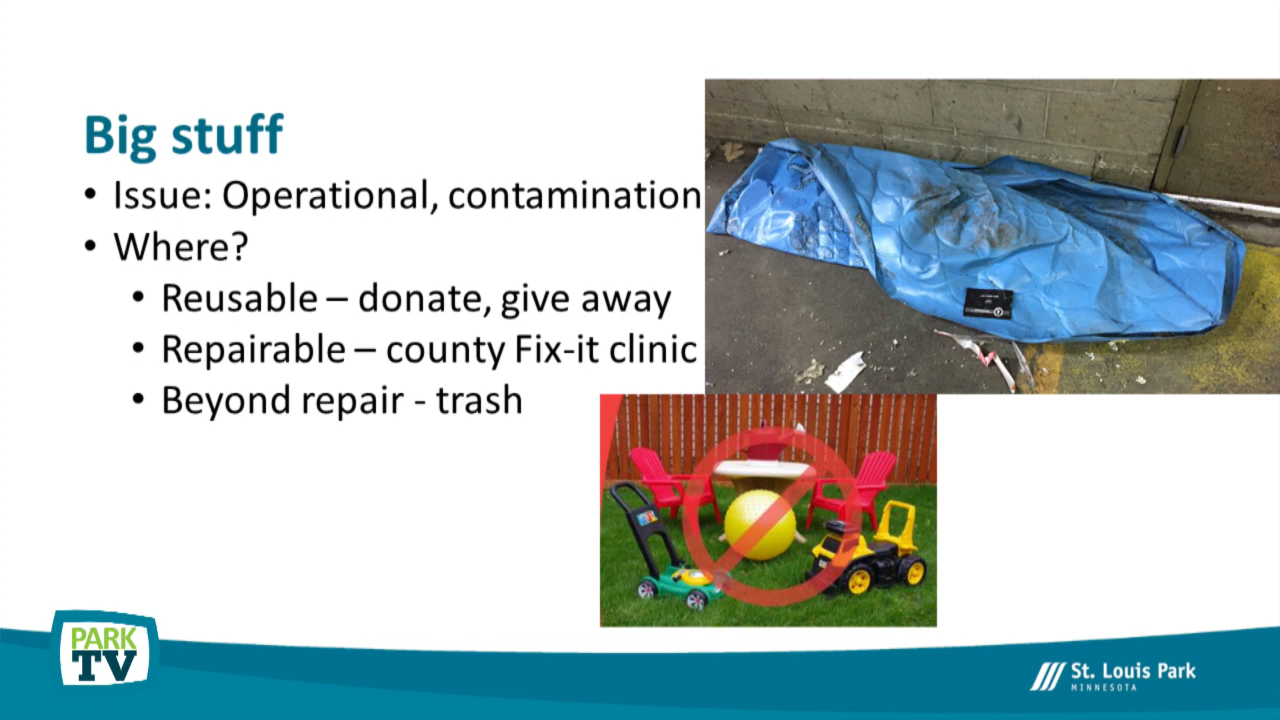 Big stuff
• Issue: Operational, contamination
• Where?
• Reusable – donate, give away
• Repairable – county Fix-it clinic
• Beyond repair - trash
PARK
TV
St. Louis Park
MINNESOTA